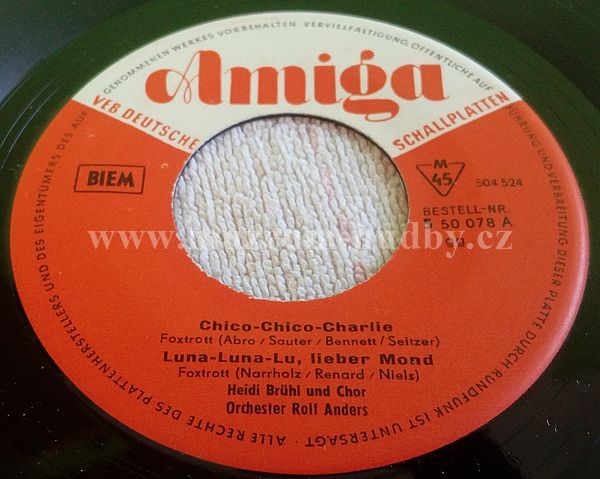 GENOMMENEN WERKES VORBEHALTEN · VERVIELFÄLTIGUNG, ÖFFENTLICHE AUF-
FÜHRUNG UND VERBREITUNG DIESER PLATTE DURCH RUNDFUNK IST UNTERSAGT · ALLE RECHTE DES PLATTENHERSTELLERS UND DES EIGENTÜMERS DES AUF-
Amiga
VEB DEUTSCHE SCHALLPLATTEN
BIEM
M
45
504 524
BESTELL-NR.
5 50 078 A
Chico-Chico-Charlie
Foxtrott (Abro / Sauter / Bennett / Seitzer)
Luna-Luna-Lu, lieber Mond
Foxtrott (Narrholz / Renard / Niels)
Heidi Brühl und Chor
Orchester Rolf Anders